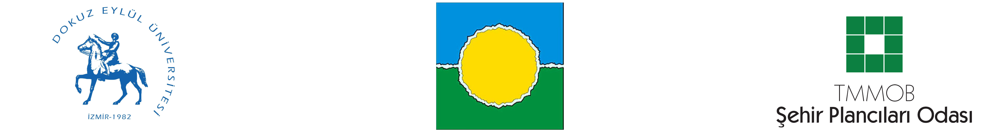 DOKUZ EYLÜL ÜNİVERSİTESİ
İZMİR-1982
TMMOB
Şehir Plancıları Odası